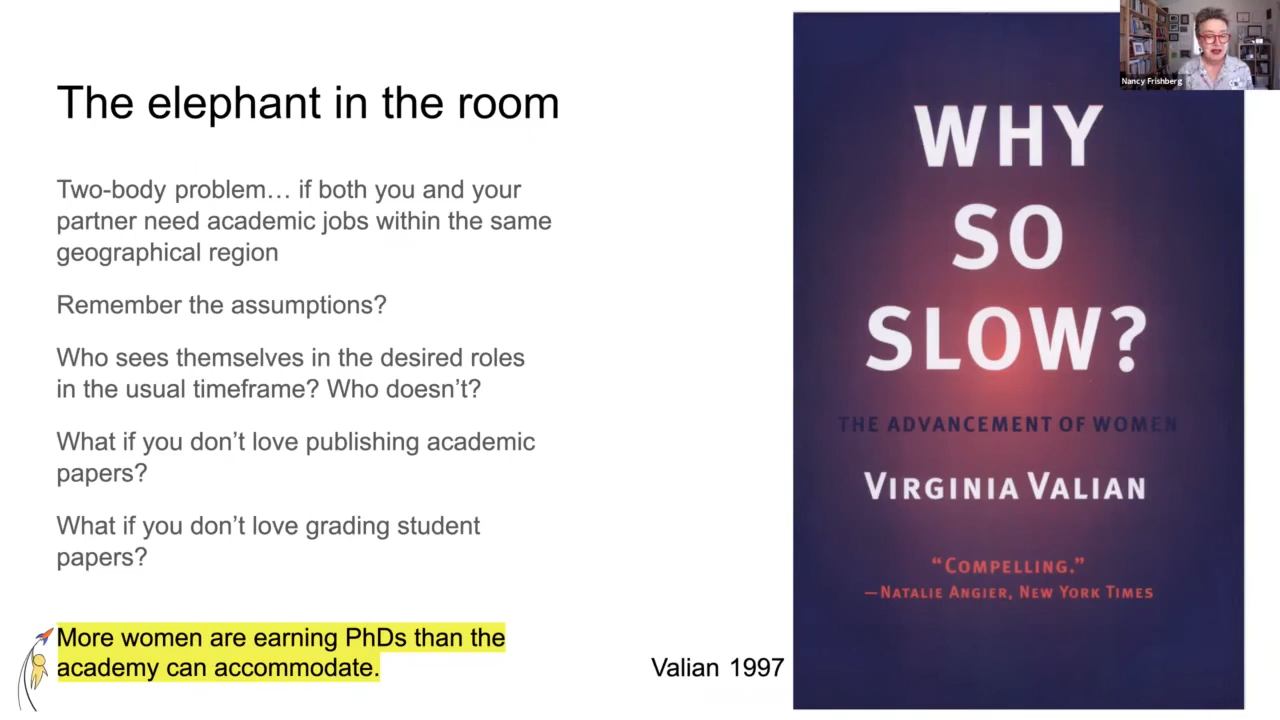 The elephant in the room
Two-body problem… if both you and your
partner need academic jobs within the same
geographical region
Remember the assumptions?
Who sees themselves in the desired roles
in the usual timeframe? Who doesn’t?
What if you don’t love publishing academic
papers?
What if you don’t love grading student
papers?
More women are earning PhDs than the
academy can accommodate.
Valian 1997
WHY
SO
SLOW?
THE ADVANCEMENT OF WOMEN
VIRGINIA VALIAN
“COMPELLING.”
—NATALIE ANGIER, NEW YORK TIMES
Nancy Frishberg